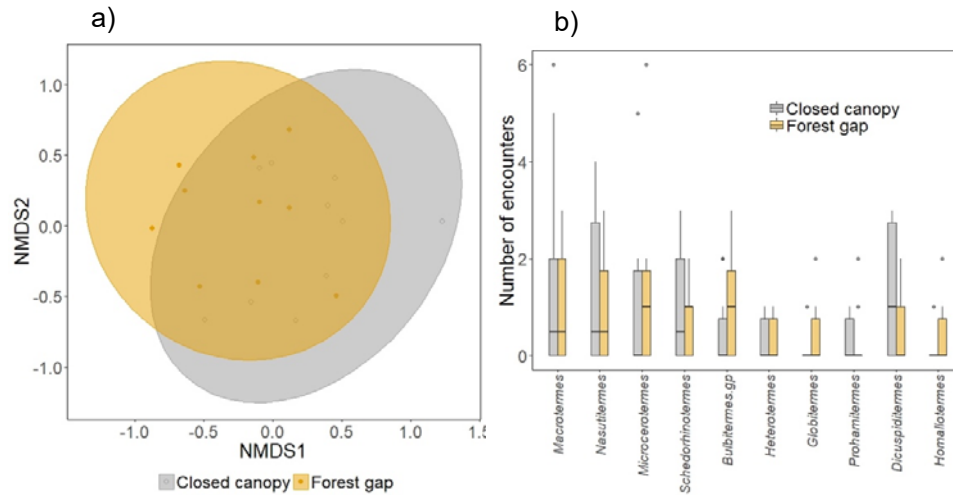 a)
NMDS2
1.0
0.5
0.0
-0.5
-1.0
-1.0
-0.5
0.0
0.5
1.0
1.5
NMDS1
Closed canopy
Forest gap
b)
Number of encounters
6
4
2
0
Closed canopy
Forest gap
Macrotermes
Nasutitermes
Microcerotermes
Schedorhinotermes
Bulbitermes.gp
Heterotermes
Globitermes
Prohamitermes
Dicuspiditermes
Homallotermes